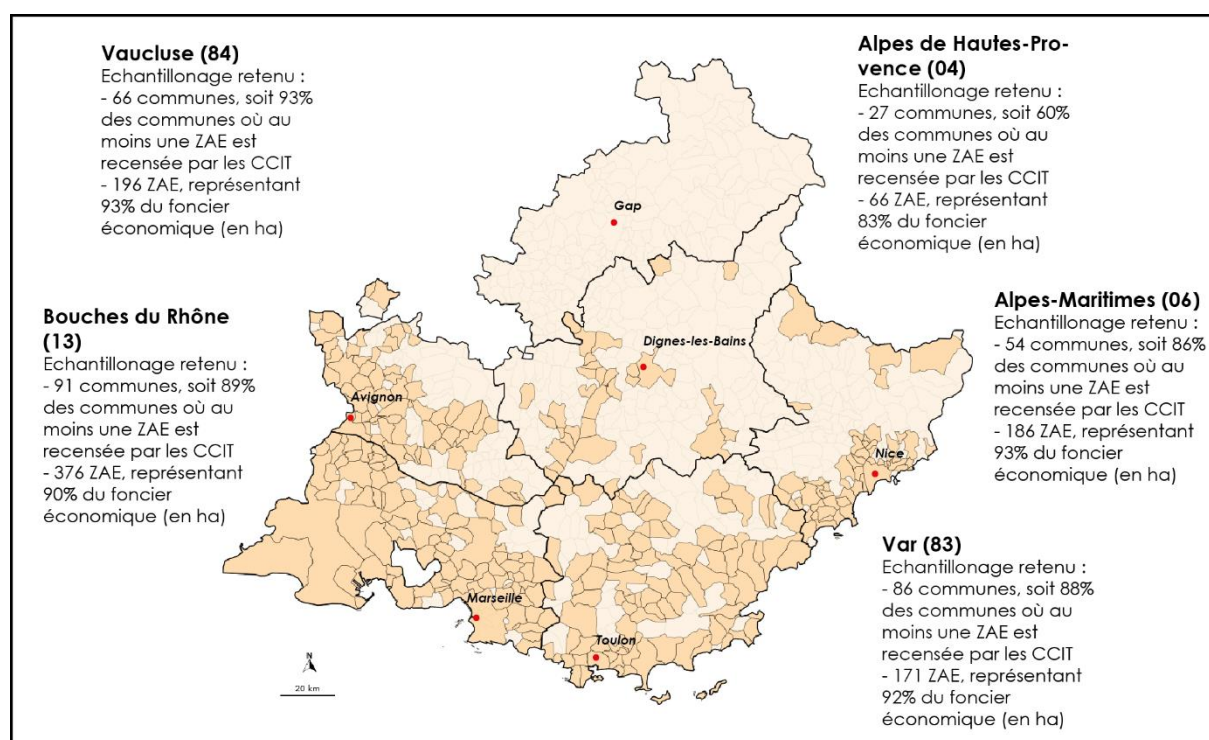 Vaucluse (84)
Echantillonage retenu :
- 66 communes, soit 93%
des communes où au
moins une ZAE est
recensée par les CCIT
- 196 ZAE, représentant
93% du foncier
économique (en ha)
Alpes de Hautes-Pro-
vence (04)
Echantillonage retenu :
- 27 communes, soit 60%
des communes où au
moins une ZAE est
recensée par les CCIT
- 66 ZAE, représentant
83% du foncier
économique (en ha)
Gap
Bouches du Rhône
(13)
Echantillonage retenu :
- 91 communes, soit 89%
des communes où au
moins une ZAE est
recensée par les CCIT
- 376 ZAE, représentant
90% du foncier
économique (en ha)
Dignes-les-Bains
Avignon
Alpes-Maritimes (06)
Echantillonage retenu :
- 54 communes, soit 86%
des communes où au
moins une ZAE est
recensée par les CCIT
- 186 ZAE, représentant
93% du foncier
économique (en ha)
Nice
Marseille
Toulon
Var (83)
Echantillonage retenu :
- 86 communes, soit 88%
des communes où au
moins une ZAE est
recensée par les CCIT
- 171 ZAE, représentant
92% du foncier
économique (en ha)
N
20 km